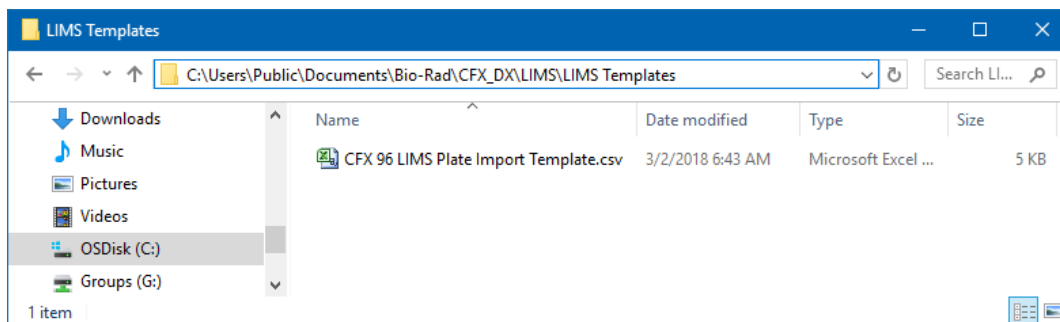 LIMS Templates
C:\Users\Public\Documents\Bio-Rad\CFX_DX\LIMS\LIMS Templates
Search LI...
Downloads
Music
Pictures
Videos
OSDisk (C:)
Groups (G:)
Name Date modified Type Size
CFX 96 LIMS Plate Import Template.csv 3/2/2018 6:43 AM Microsoft Excel ... 5 KB
1 item